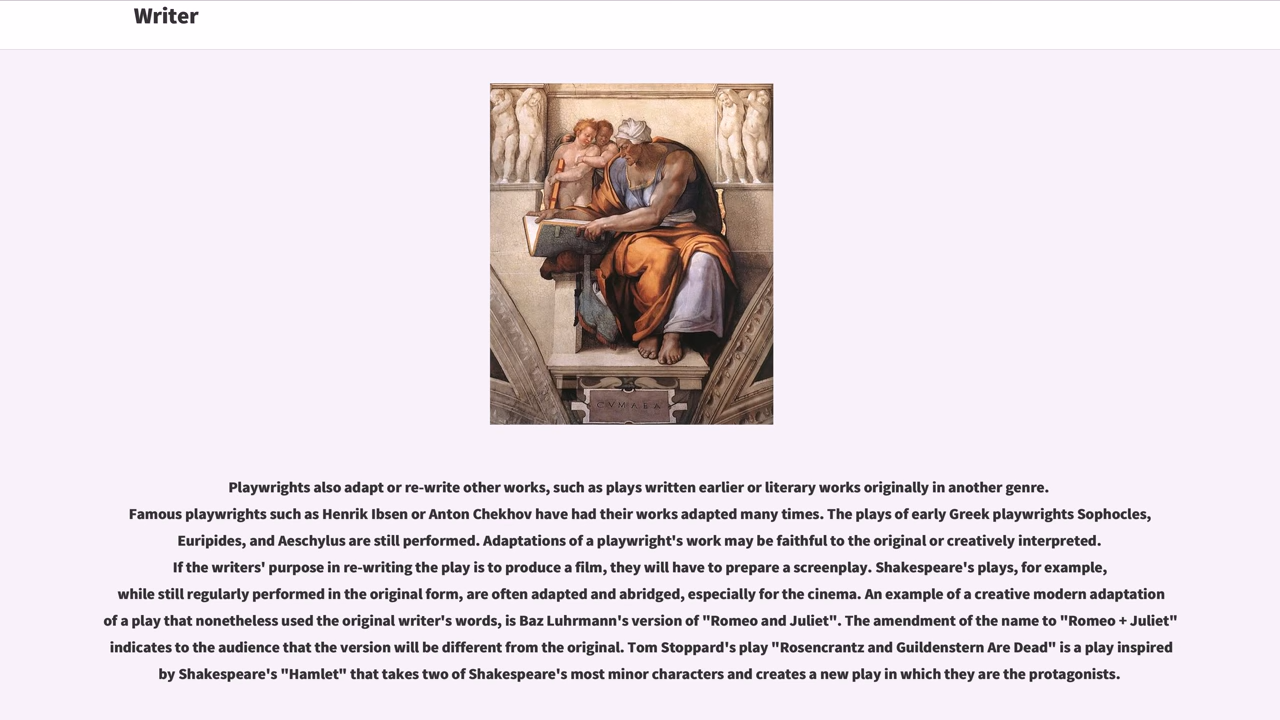 Writer
CVMAEA
Playwrights also adapt or re-write other works, such as plays written earlier or literary works originally in another genre.
Famous playwrights such as Henrik Ibsen or Anton Chekhov have had their works adapted many times. The plays of early Greek playwrights Sophocles,
Euripides, and Aeschylus are still performed. Adaptations of a playwright's work may be faithful to the original or creatively interpreted.
If the writers' purpose in re-writing the play is to produce a film, they will have to prepare a screenplay. Shakespeare's plays, for example,
while still regularly performed in the original form, are often adapted and abridged, especially for the cinema. An example of a creative modern adaptation
of a play that nonetheless used the original writer's words, is Baz Luhrmann's version of "Romeo and Juliet". The amendment of the name to "Romeo + Juliet"
indicates to the audience that the version will be different from the original. Tom Stoppard's play "Rosencrantz and Guildenstern Are Dead" is a play inspired
by Shakespeare's "Hamlet" that takes two of Shakespeare's most minor characters and creates a new play in which they are the protagonists.